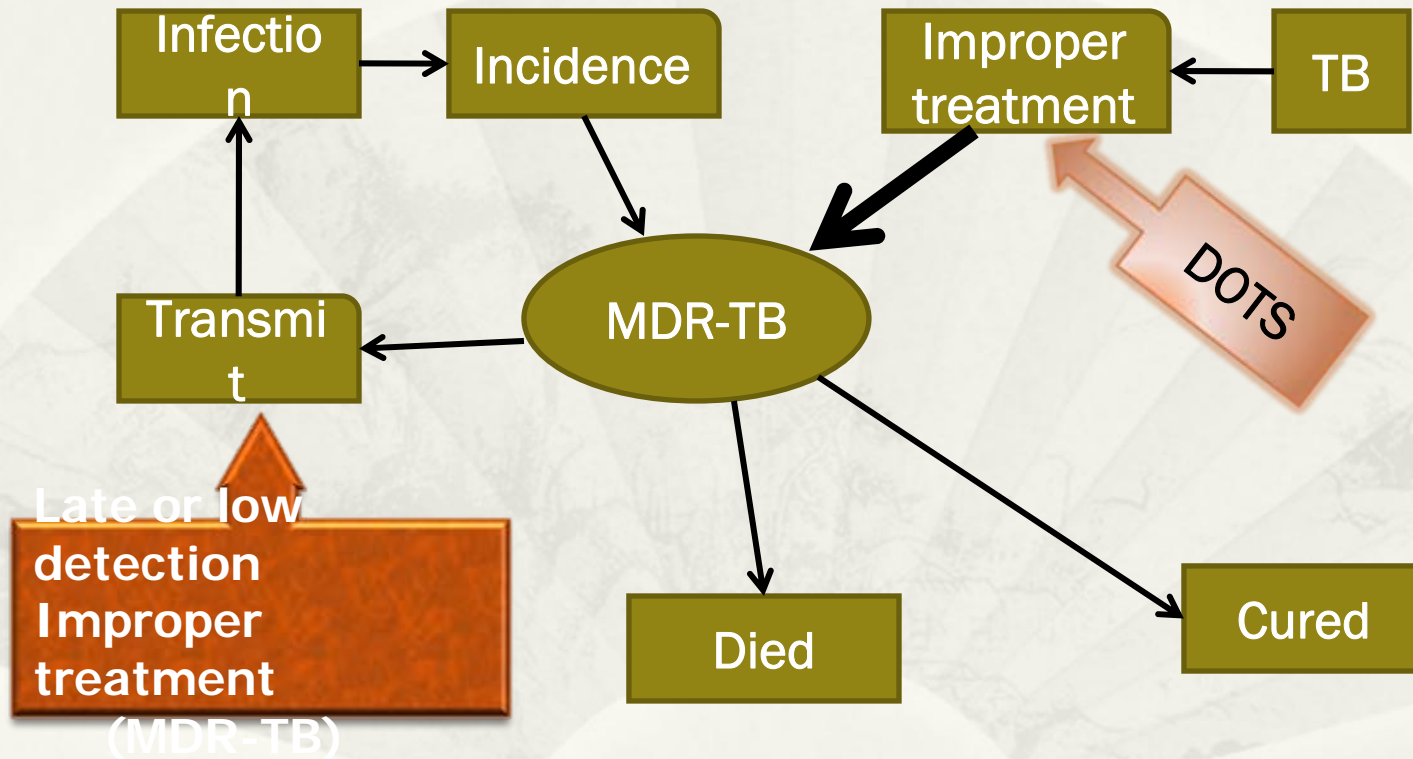 Infectio
n
Incidence
Improper
treatment
TB
DOTS
Transmi
t
MDR-TB
Late or low
detection
Improper
treatment
(MDR-TB)
Died
Cured